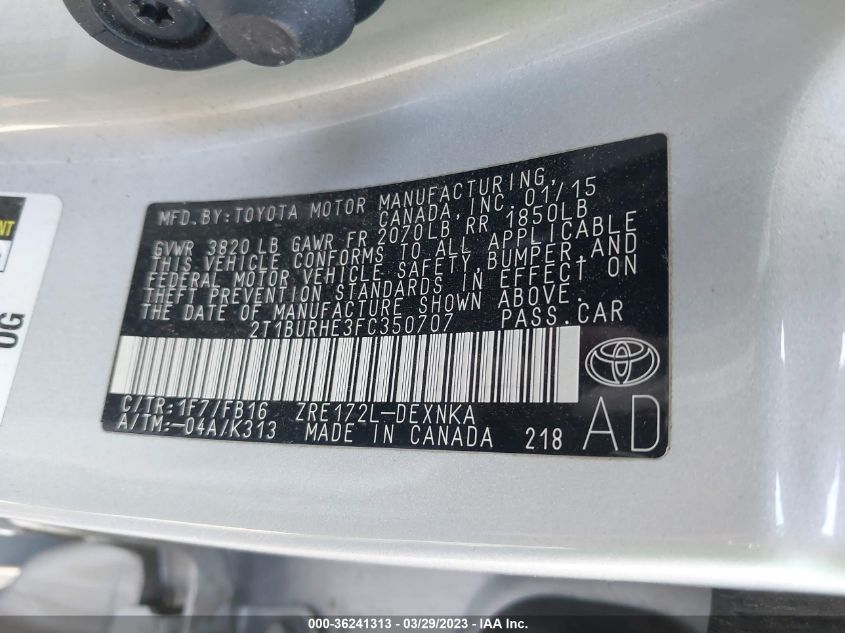 MFD. BY: TOYOTA MOTOR MANUFACTURING,
CANADA, INC. 01/15
GVWR 3820 LB GAWR FR 2070LB RR 1850LB
THIS VEHICLE CONFORMS TO ALL APPLICABLE
FEDERAL MOTOR VEHICLE SAFETY, BUMPER, AND
THEFT PREVENTION STANDARDS IN EFFECT ON
THE DATE OF MANUFACTURE SHOWN ABOVE.
2T1BURHE3FC350707 PASS. CAR
C/TR: 1F7/FB16 ZRE172L-DEXNKA
A/TM: -04A/K313 MADE IN CANADA 218
AD
NT
OG
000-36241313 - 03/29/2023 - © IAA Inc.